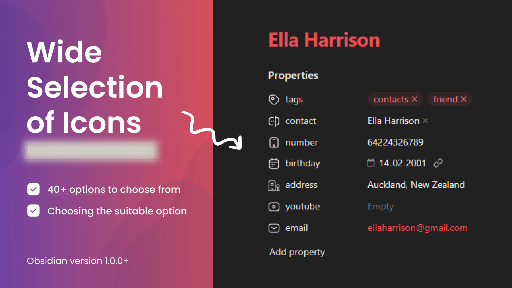 Wide
Selection
of Icons
40+ options to choose from
Choosing the suitable option
Obsidian version 1.0.0+
Ella Harrison
Properties
tags contacts × friend ×
contact Ella Harrison ×
number 64224326789
birthday 14.02.2001
address Auckland, New Zealand
youtube Empty
email ellaharrison@gmail.com
Add property